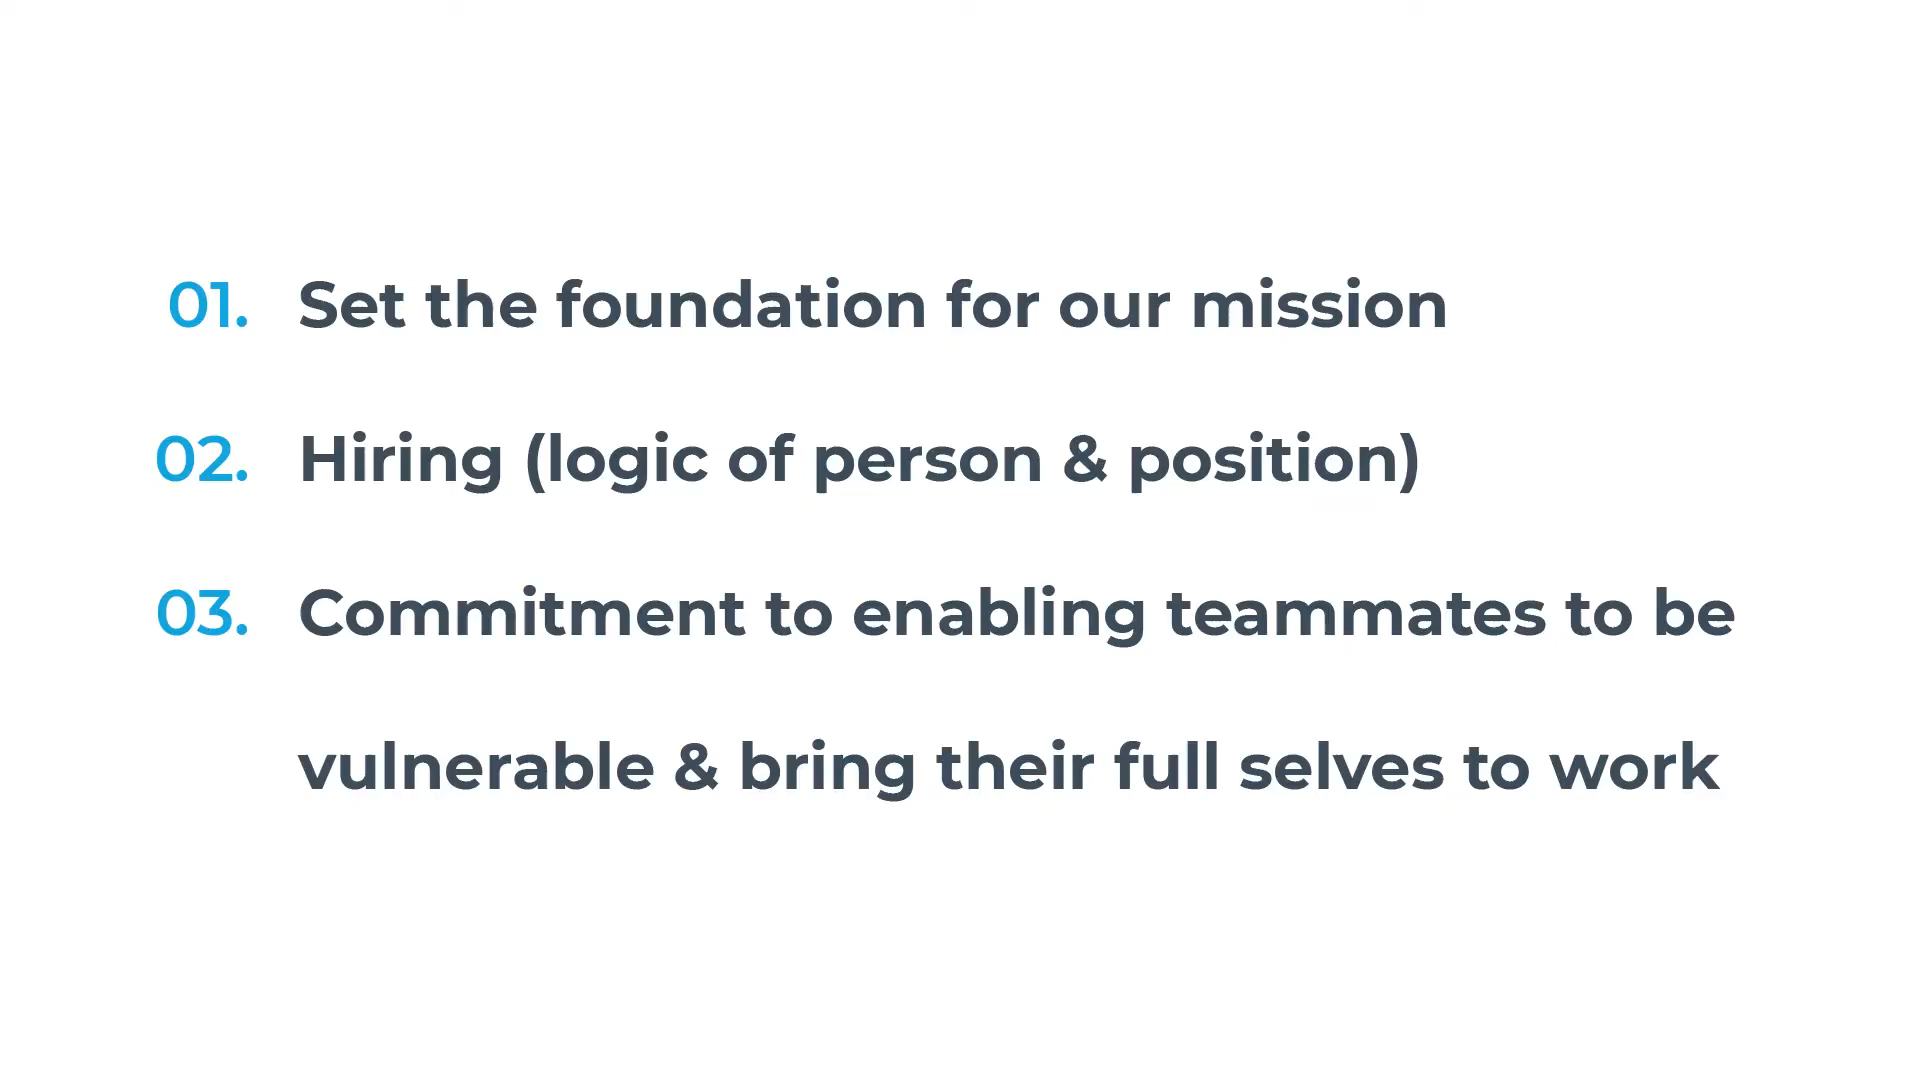 01. Set the foundation for our mission
02. Hiring (logic of person & position)
03. Commitment to enabling teammates to be
vulnerable & bring their full selves to work